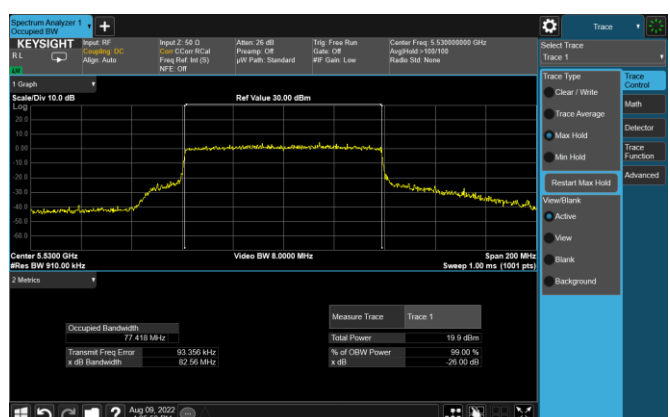 Spectrum Analyzer 1
Occupied BW
Trace
KEYSIGHT
R L
Input: RF
Coupling: DC
Align: Auto
Input Z: 50 Ω
Corr CCorr RCal
Freq Ref: Int (S)
NFE: Off
Atten: 26 dB
Preamp: Off
µW Path: Standard
Trig: Free Run
Gate: Off
#IF Gain: Low
Center Freq: 5.530000000 GHz
Avg|Hold >100/100
Radio Std: None
LV
1 Graph
Scale/Div 10.0 dB
Ref Value 30.00 dBm
Log
20.0
10.0
0.00
-10.0
-20.0
-30.0
-40.0
-50.0
-60.0
Center 5.5300 GHz
#Res BW 910.00 kHz
Video BW 8.0000 MHz
Span 200 MHz
Sweep 1.00 ms (1001 pts)
2 Metrics
Measure Trace
Trace 1
Occupied Bandwidth
77.418 MHz
Total Power
19.9 dBm
Transmit Freq Error
93.356 kHz
% of OBW Power
99.00 %
x dB Bandwidth
82.56 MHz
x dB
-26.00 dB
Select Trace
Trace 1
Trace Type
Clear / Write
Trace Average
Max Hold
Min Hold
Restart Max Hold
View/Blank
Active
View
Blank
Background
Trace
Control
Math
Detector
Trace
Function
Advanced
?
Aug 09, 2022